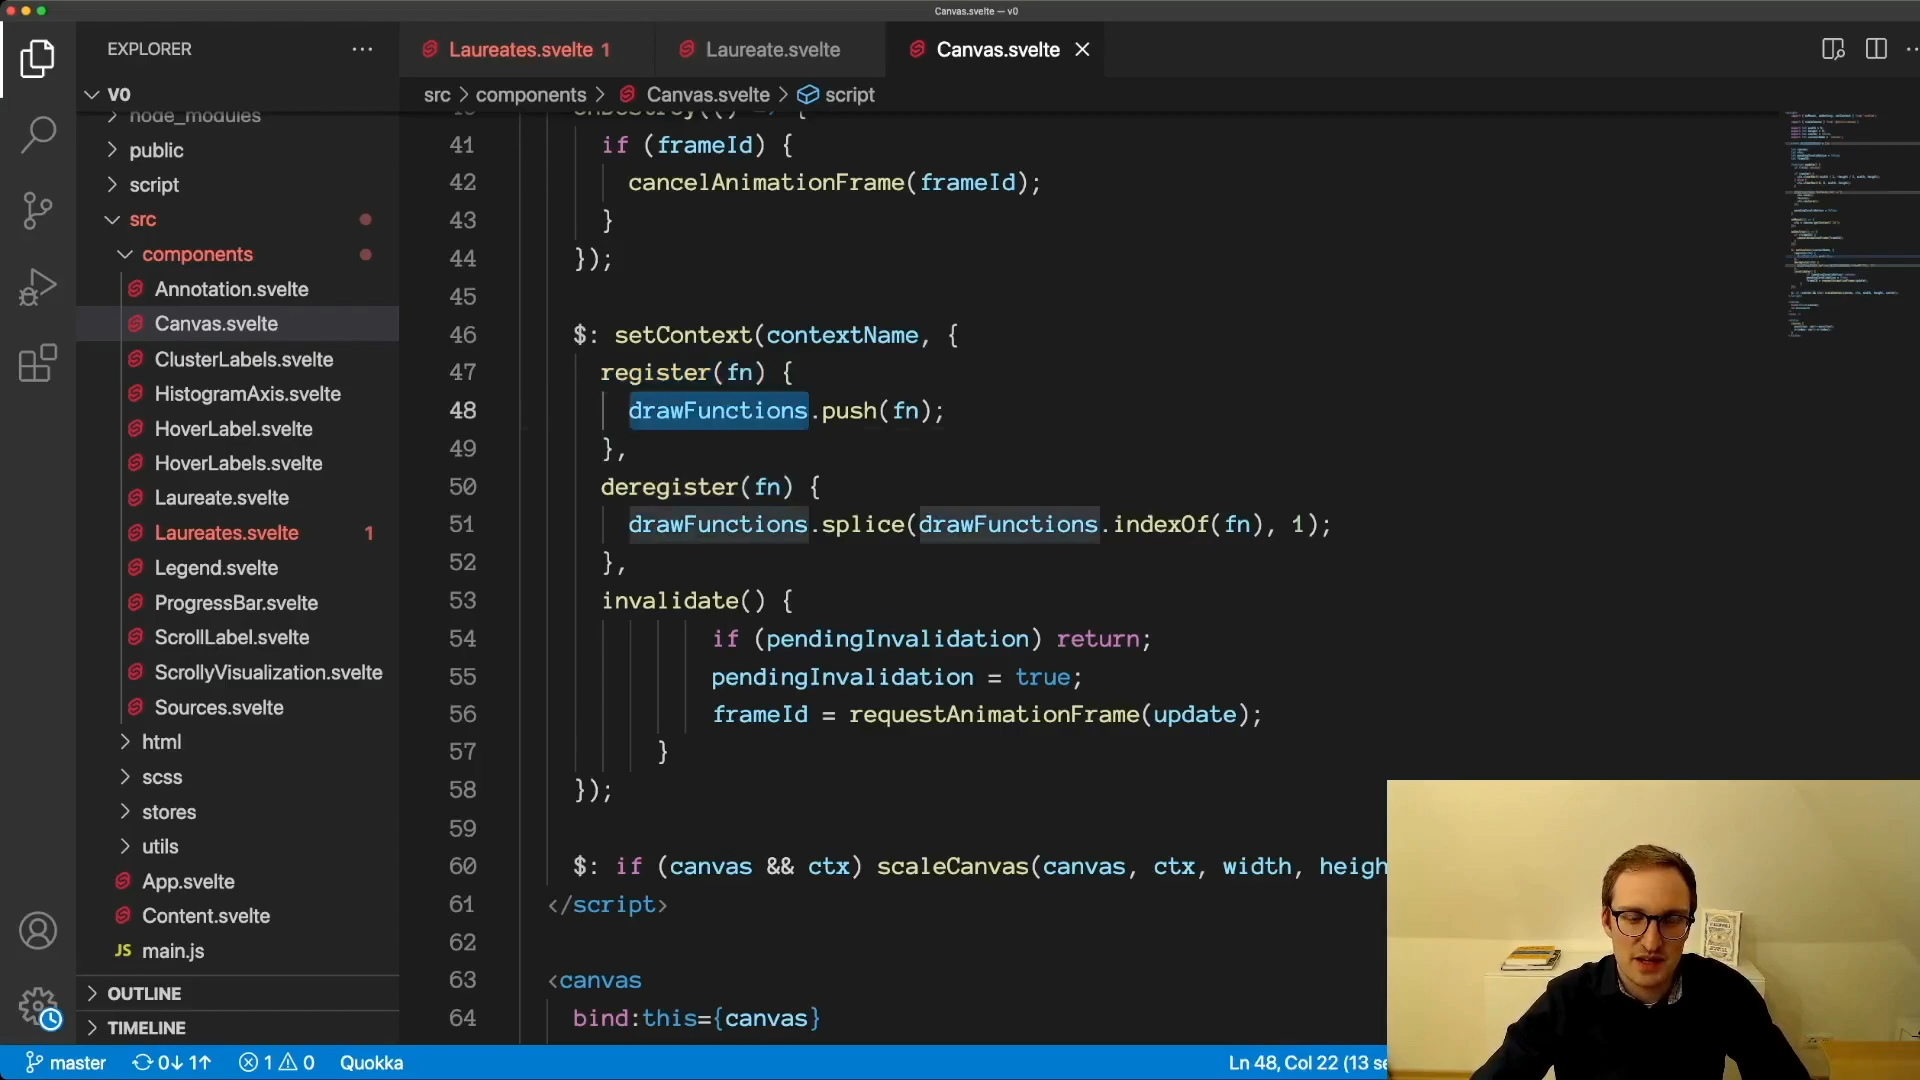 Canvas.svelte — v0
EXPLORER
Laureates.svelte 1
Laureate.svelte
Canvas.svelte
V0
src > components > Canvas.svelte > script
node_modules
public
script
src
components
Annotation.svelte
Canvas.svelte
ClusterLabels.svelte
HistogramAxis.svelte
HoverLabel.svelte
HoverLabels.svelte
Laureate.svelte
Laureates.svelte 1
Legend.svelte
ProgressBar.svelte
ScrollLabel.svelte
ScrollyVisualization.svelte
Sources.svelte
html
scss
stores
utils
App.svelte
Content.svelte
JS main.js
OUTLINE
TIMELINE
41 if (frameId) {
42 cancelAnimationFrame(frameId);
43 }
44 });
45
46 $: setContext(contextName, {
47 register(fn) {
48 drawFunctions.push(fn);
49 },
50 deregister(fn) {
51 drawFunctions.splice(drawFunctions.indexOf(fn), 1);
52 },
53 invalidate() {
54 if (pendingInvalidation) return;
55 pendingInvalidation = true;
56 frameId = requestAnimationFrame(update);
57 }
58 });
59
60 $: if (canvas && ctx) scaleCanvas(canvas, ctx, width, heigh
61 </script>
62
63 <canvas
64 bind:this={canvas}
master 0↓ 1↑ 1 0 Quokka
Ln 48, Col 22 (13 se